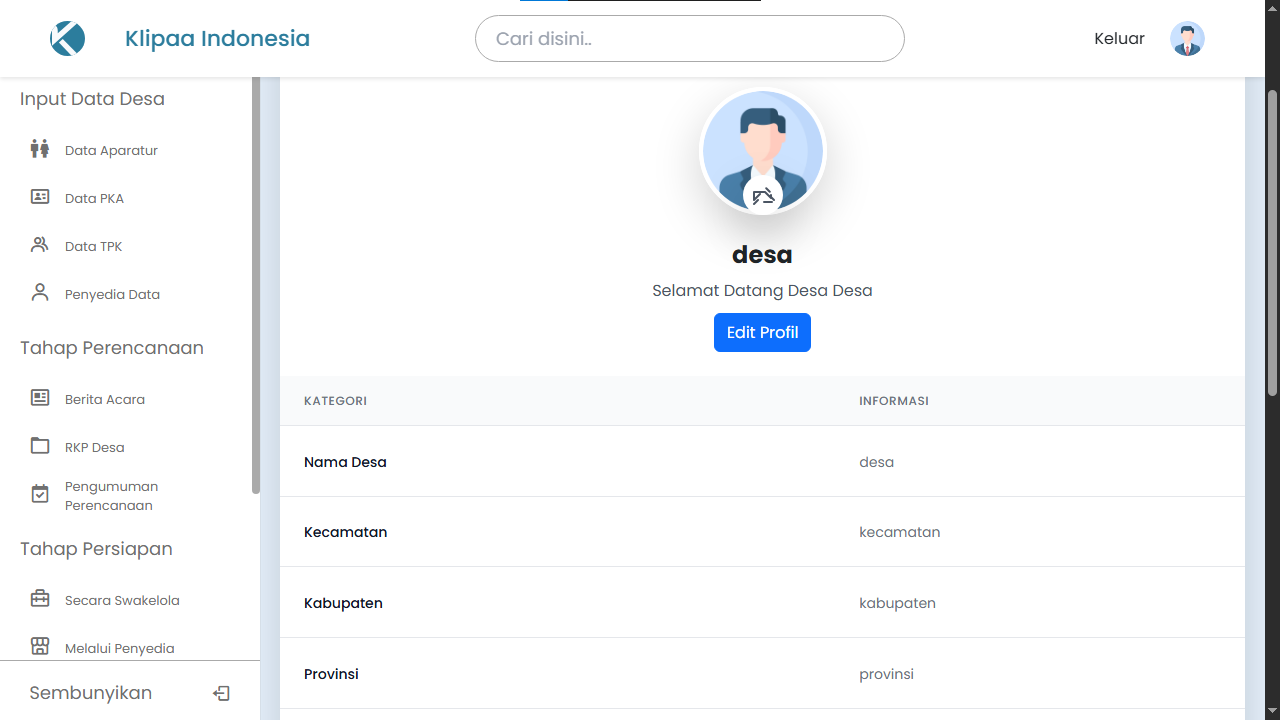 Klipaa Indonesia
Cari disini..
Keluar
Input Data Desa
Data Aparatur
Data PKA
Data TPK
Penyedia Data
Tahap Perencanaan
Berita Acara
RKP Desa
Pengumuman
Perencanaan
Tahap Persiapan
Secara Swakelola
Melalui Penyedia
Sembunyikan
desa
Selamat Datang Desa Desa
Edit Profil
KATEGORI INFORMASI
Nama Desa desa
Kecamatan kecamatan
Kabupaten kabupaten
Provinsi provinsi